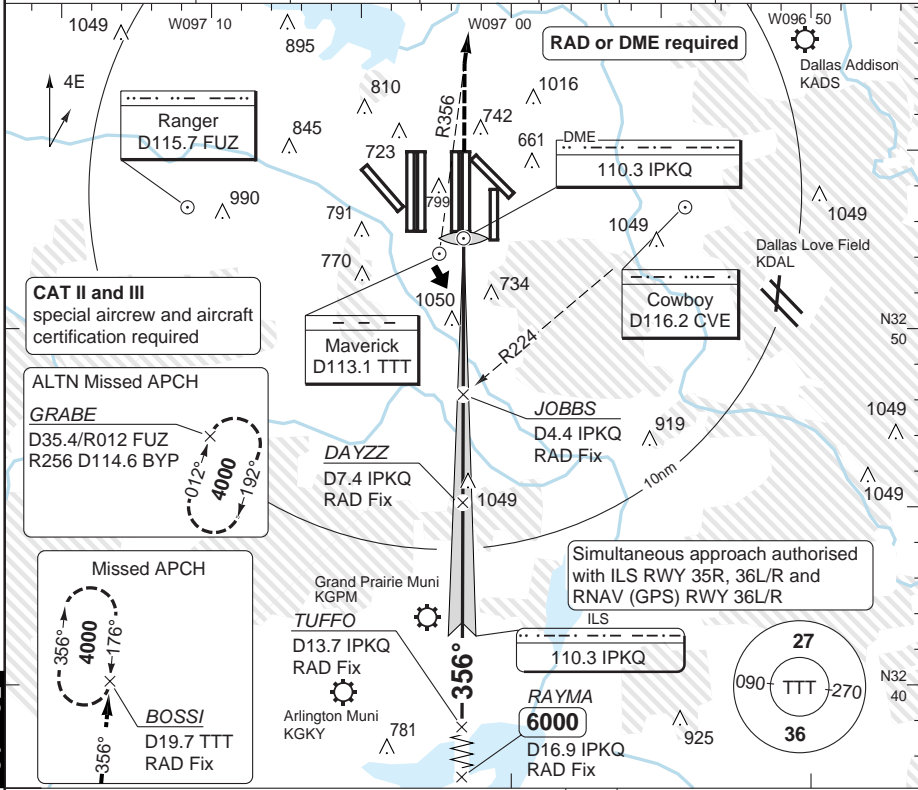 W097 10
W097 00
W096 50
1049
895
RAD or DME required
Dallas Addison
KADS
4E
810
R356
742
1016
Ranger
D115.7 FUZ
845
723
661
DME
110.3 IPKQ
990
791
799
1049
1049
Dallas Love Field
KDAL
770
1050
734
Cowboy
D116.2 CVE
CAT II and III
special aircrew and aircraft
certification required
Maverick
D113.1 TTT
R224
N32
50
ALTN Missed APCH
GRABE
D35.4/R012 FUZ
R256 D114.6 BYP
012°
4000
192°
JOBBS
D4.4 IPKQ
RAD Fix
919
1049
DAYZZ
D7.4 IPKQ
RAD Fix
1049
10nm
1049
Missed APCH
356°
4000
176°
BOSSI
D19.7 TTT
RAD Fix
356°
Grand Prairie Muni
KGPM
TUFFO
D13.7 IPKQ
RAD Fix
Arlington Muni
KGKY
781
356°
Simultaneous approach authorised
with ILS RWY 35R, 36L/R and
RNAV (GPS) RWY 36L/R
ILS
110.3 IPKQ
RAYMA
6000
D16.9 IPKQ
RAD Fix
925
27
090
TTT
270
36
N32
40